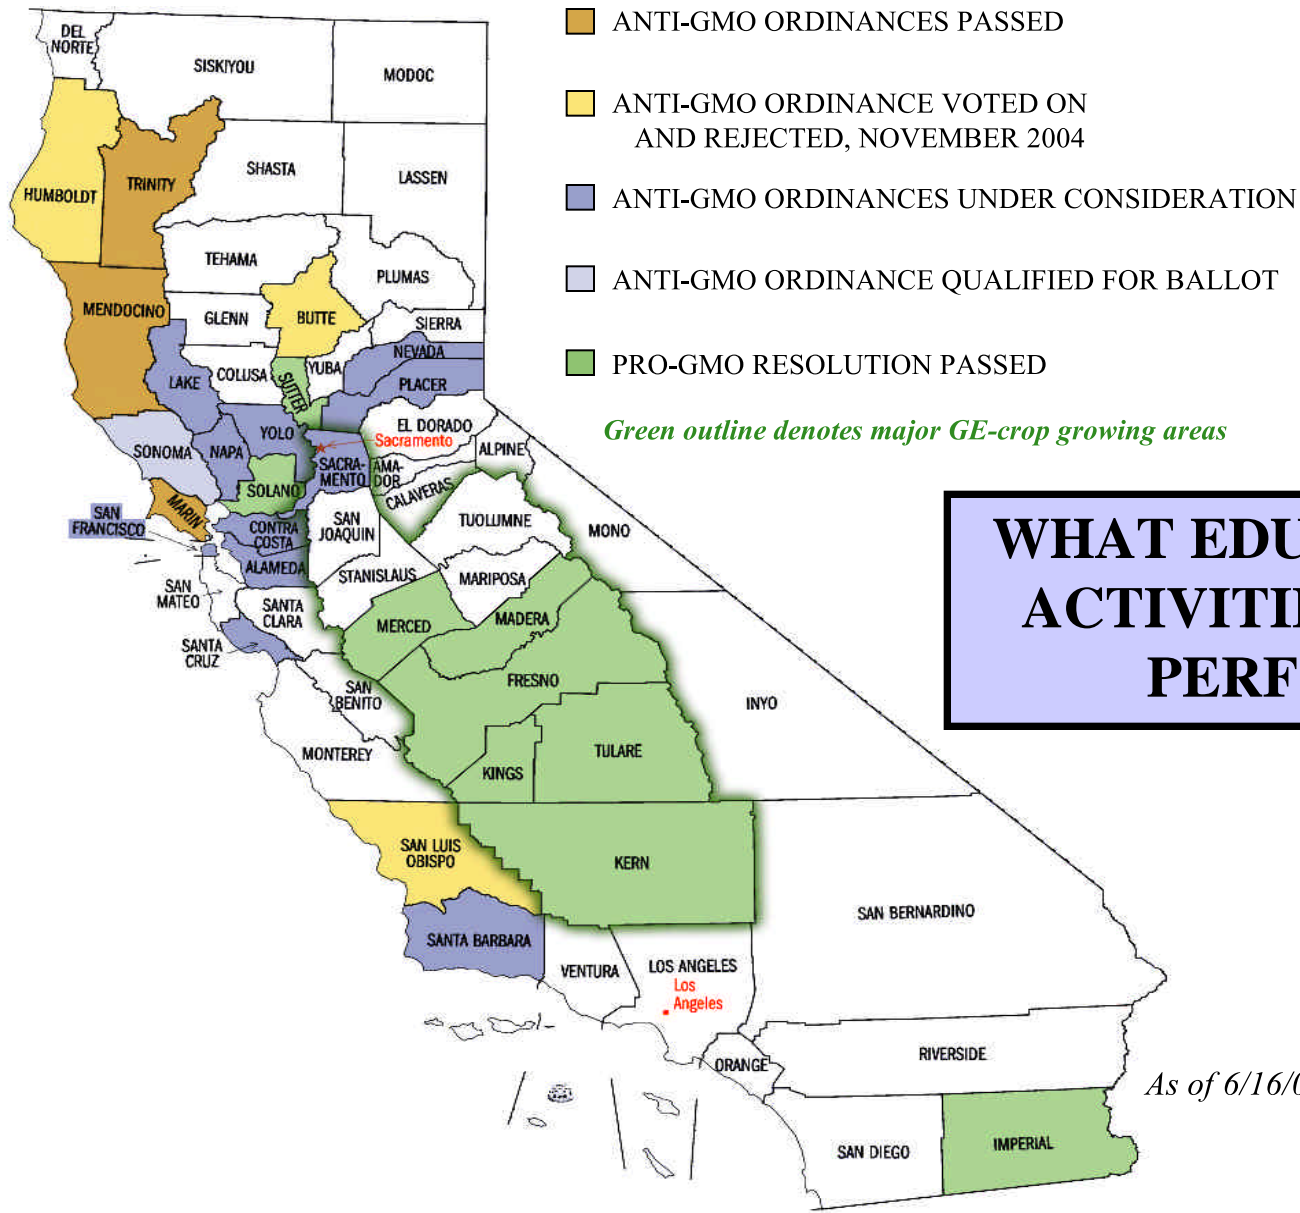 ANTI-GMO ORDINANCES PASSED
ANTI-GMO ORDINANCE VOTED ON
AND REJECTED, NOVEMBER 2004
ANTI-GMO ORDINANCES UNDER CONSIDERATION
ANTI-GMO ORDINANCE QUALIFIED FOR BALLOT
PRO-GMO RESOLUTION PASSED
Green outline denotes major GE-crop growing areas
DEL
NORTE
SISKIYOU
MODOC
HUMBOLDT
TRINITY
SHASTA
LASSEN
TEHAMA
PLUMAS
MENDOCINO
GLENN
BUTTE
SIERRA
NEVADA
LAKE
COLUSA
SUTTER
YUBA
PLACER
SONOMA
NAPA
YOLO
EL DORADO
Sacramento
ALPINE
SACRA-
MENTO
AMA-
DOR
CALAVERAS
SOLANO
MARIN
SAN
FRANCISCO
CONTRA
COSTA
SAN
JOAQUIN
TUOLUMNE
MONO
ALAMEDA
STANISLAUS
MARIPOSA
SAN
MATEO
SANTA
CLARA
MERCED
MADERA
SANTA
CRUZ
SAN
BENITO
FRESNO
INYO
MONTEREY
KINGS
TULARE
SAN LUIS
OBISPO
KERN
SAN BERNARDINO
SANTA BARBARA
VENTURA
LOS ANGELES
Los
Angeles
ORANGE
RIVERSIDE
SAN DIEGO
IMPERIAL
WHAT EDU
ACTIVITI
PERF
As of 6/16/0